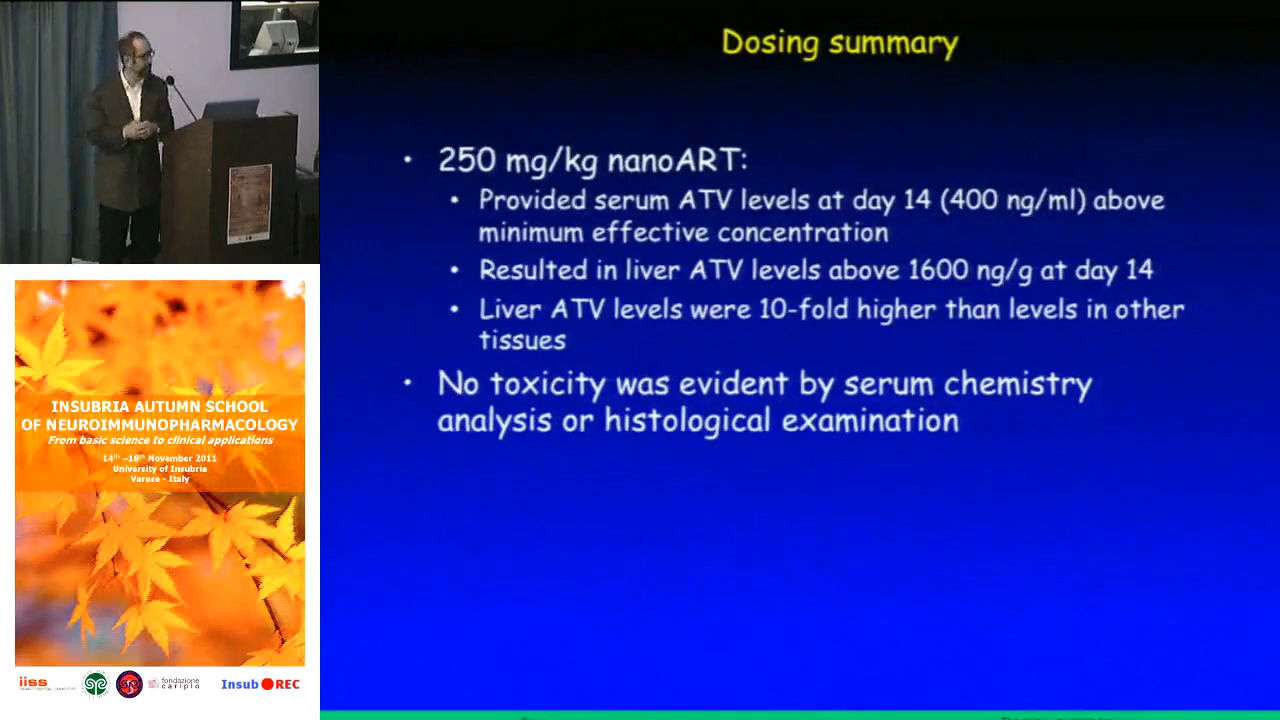 Dosing summary
• 250 mg/kg nanoART:
• Provided serum ATV levels at day 14 (400 ng/ml) above
minimum effective concentration
• Resulted in liver ATV levels above 1600 ng/g at day 14
• Liver ATV levels were 10-fold higher than levels in other
tissues
• No toxicity was evident by serum chemistry
analysis or histological examination
INSUBRIA AUTUMN SCHOOL
OF NEUROIMMUNOPHARMACOLOGY
From basic science to clinical applications
14th –18th November 2011
University of Insubria
Varese - Italy
iiss
fondazione
cariplo
Insub REC